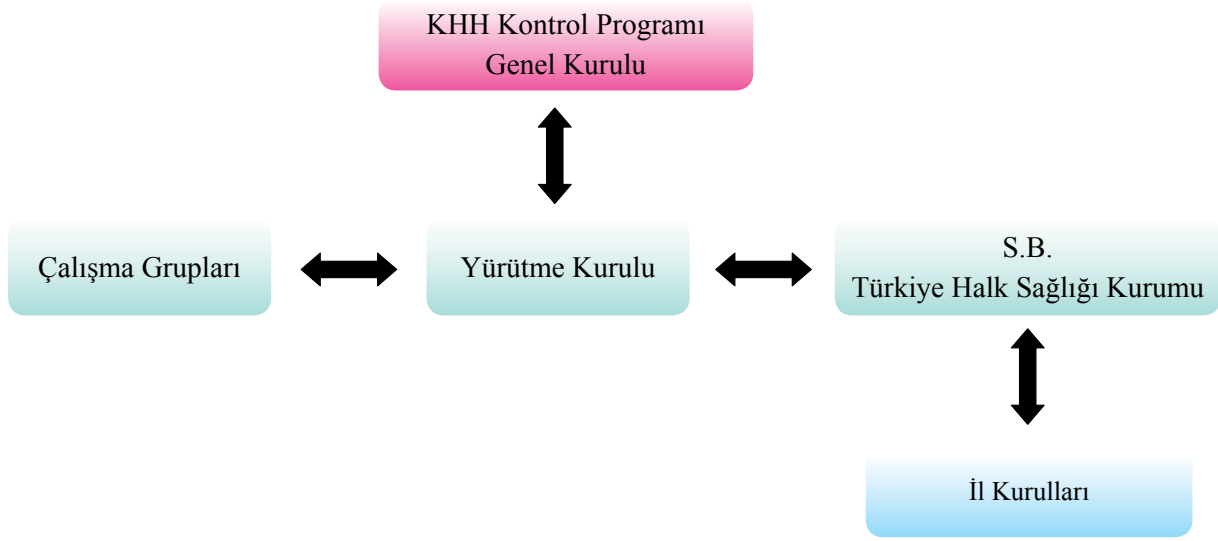 KHH Kontrol Programı
Genel Kurulu
Çalışma Grupları
Yürütme Kurulu
S.B.
Türkiye Halk Sağlığı Kurumu
İl Kurulları